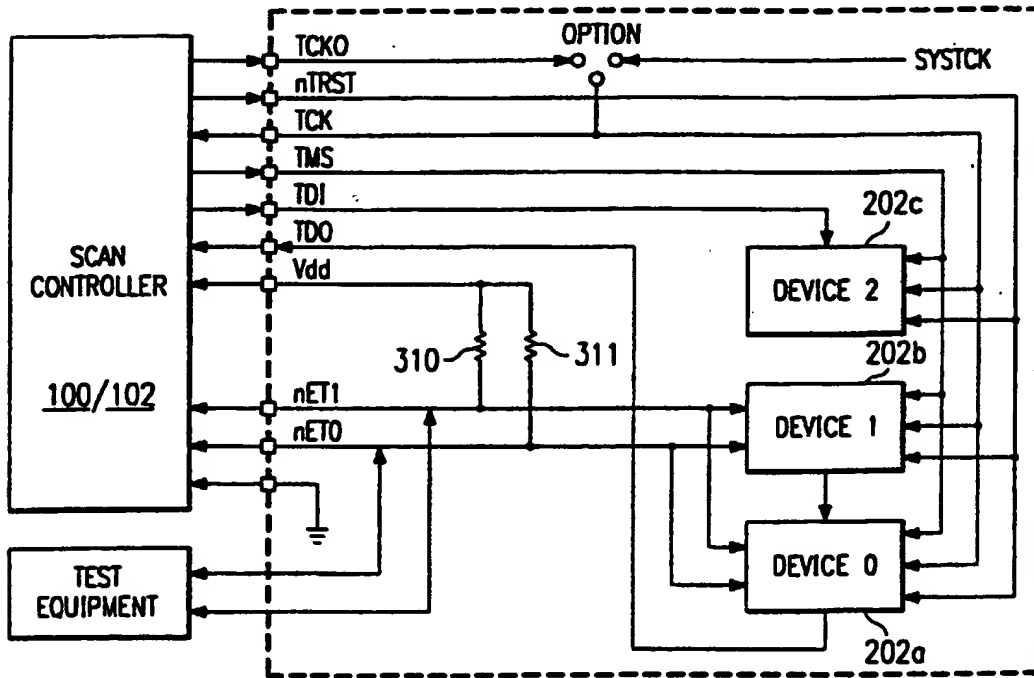 OPTION
TCKO
SYSTCK
nTRST
TCK
TMS
TDI
202c
TDO
SCAN
CONTROLLER
Vdd
DEVICE 2
310
311
202b
100/102
nET1
nET0
DEVICE 1
DEVICE 0
TEST
EQUIPMENT
202a